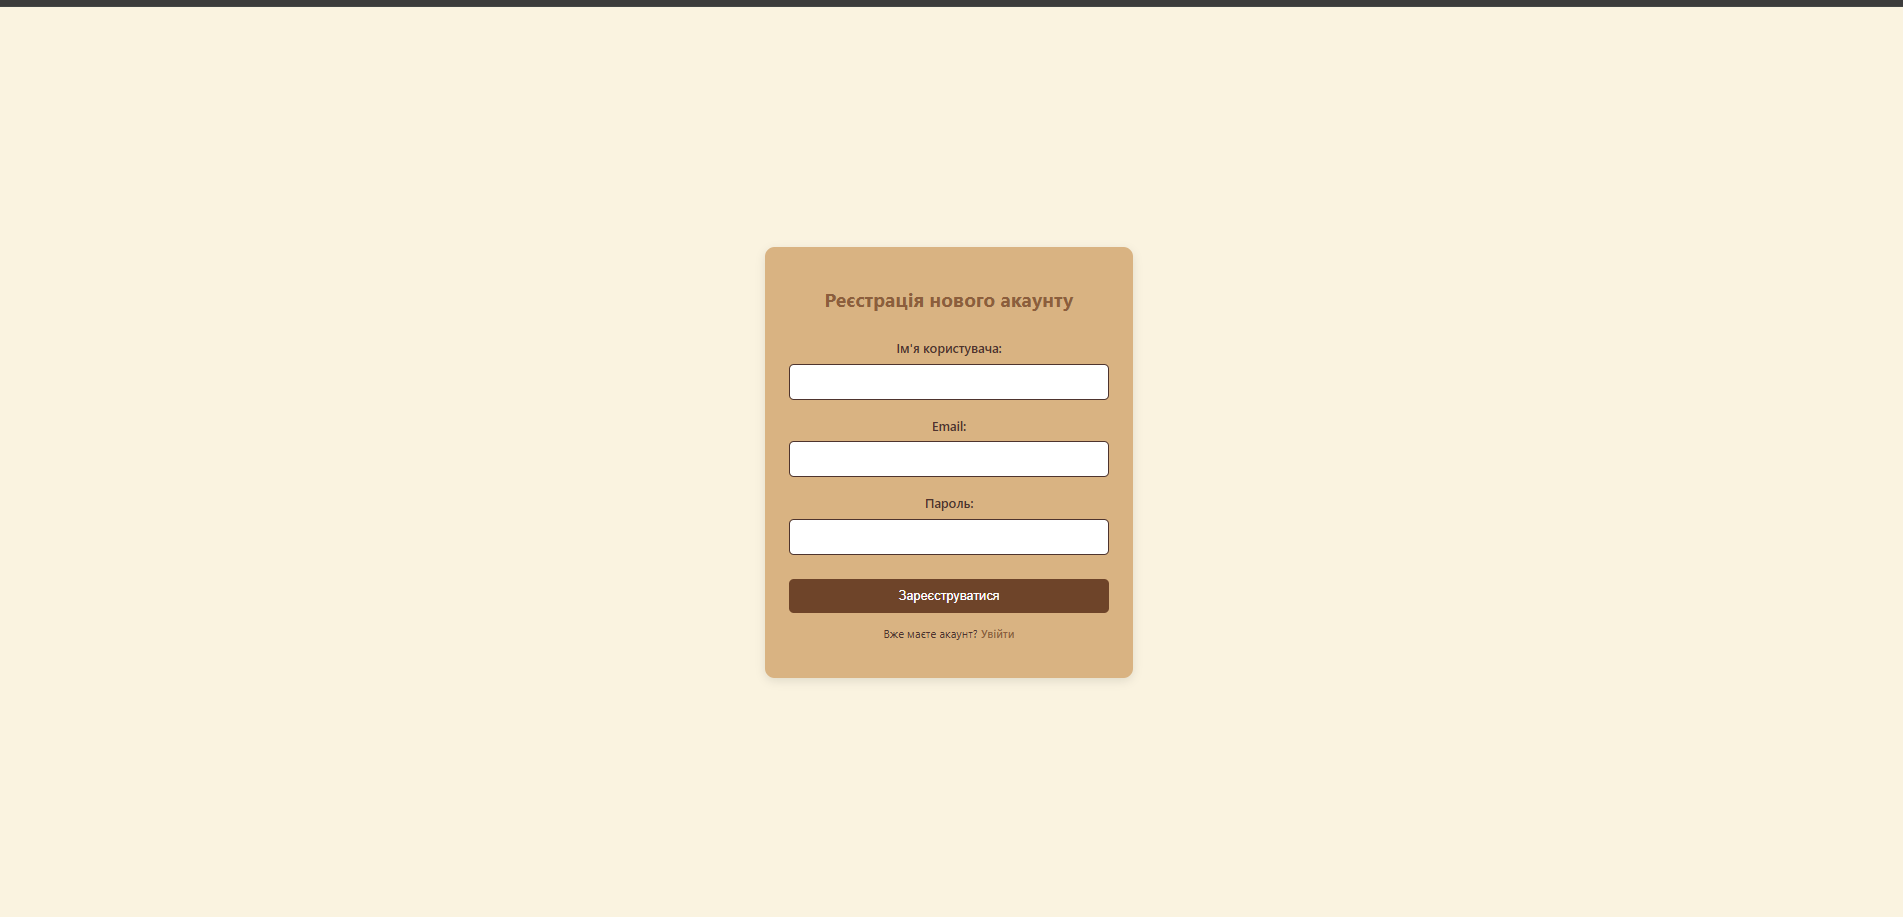 Реєстрація нового акаунту
Ім'я користувача:
Email:
Пароль:
Зареєструватися
Вже маєте акаунт? Увійти